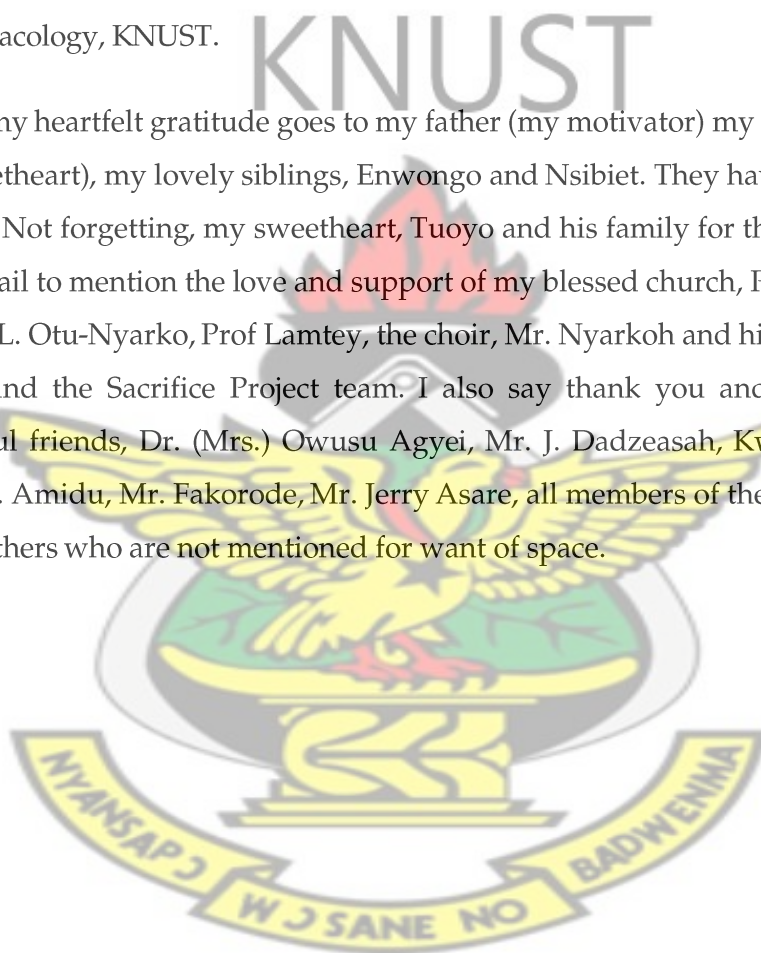 acology, KNUST.
KNUST
my heartfelt gratitude goes to my father (my motivator) my
etheart), my lovely siblings, Enwongo and Nsibiet. They hav
Not forgetting, my sweetheart, Tuoyo and his family for th
ail to mention the love and support of my blessed church, F
L. Otu-Nyarko, Prof Lamtey, the choir, Mr. Nyarkoh and hi
nd the Sacrifice Project team. I also say thank you and
ul friends, Dr. (Mrs.) Owusu Agyei, Mr. J. Dadzeasah, Kw
. Amidu, Mr. Fakorode, Mr. Jerry Asare, all members of the
thers who are not mentioned for want of space.
NYANSAPƆ WƆSANE NO BADWENMA